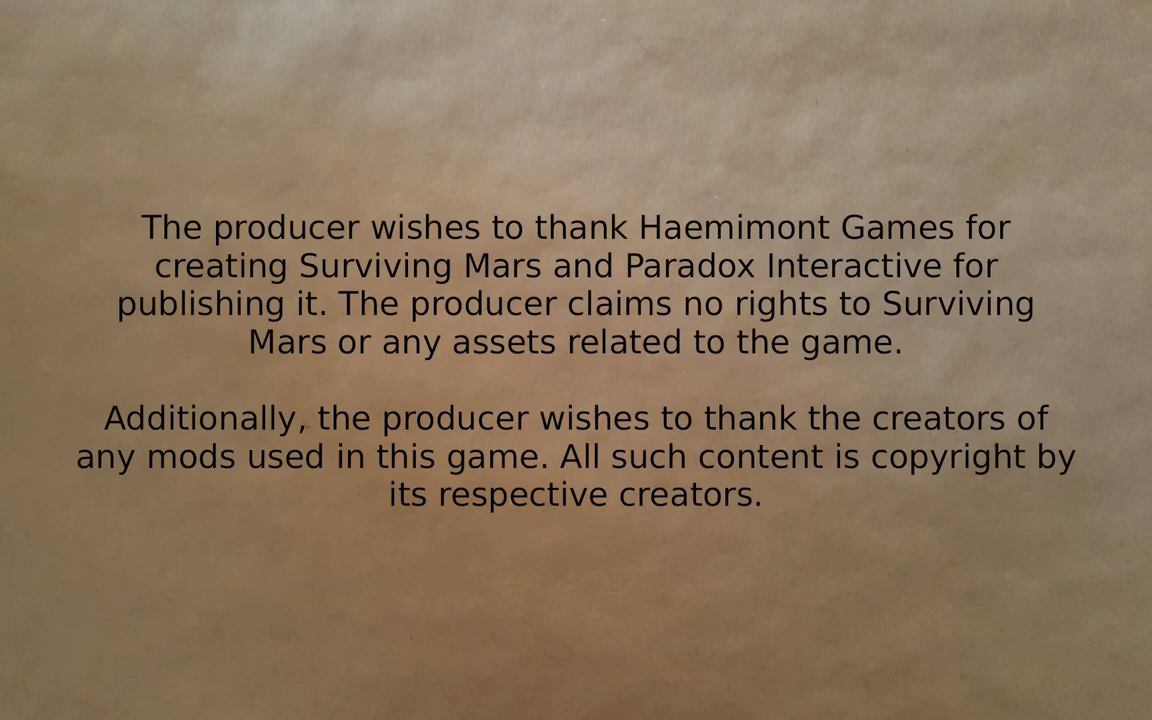 The producer wishes to thank Haemimont Games for
creating Surviving Mars and Paradox Interactive for
publishing it. The producer claims no rights to Surviving
Mars or any assets related to the game.
Additionally, the producer wishes to thank the creators of
any mods used in this game. All such content is copyright by
its respective creators.